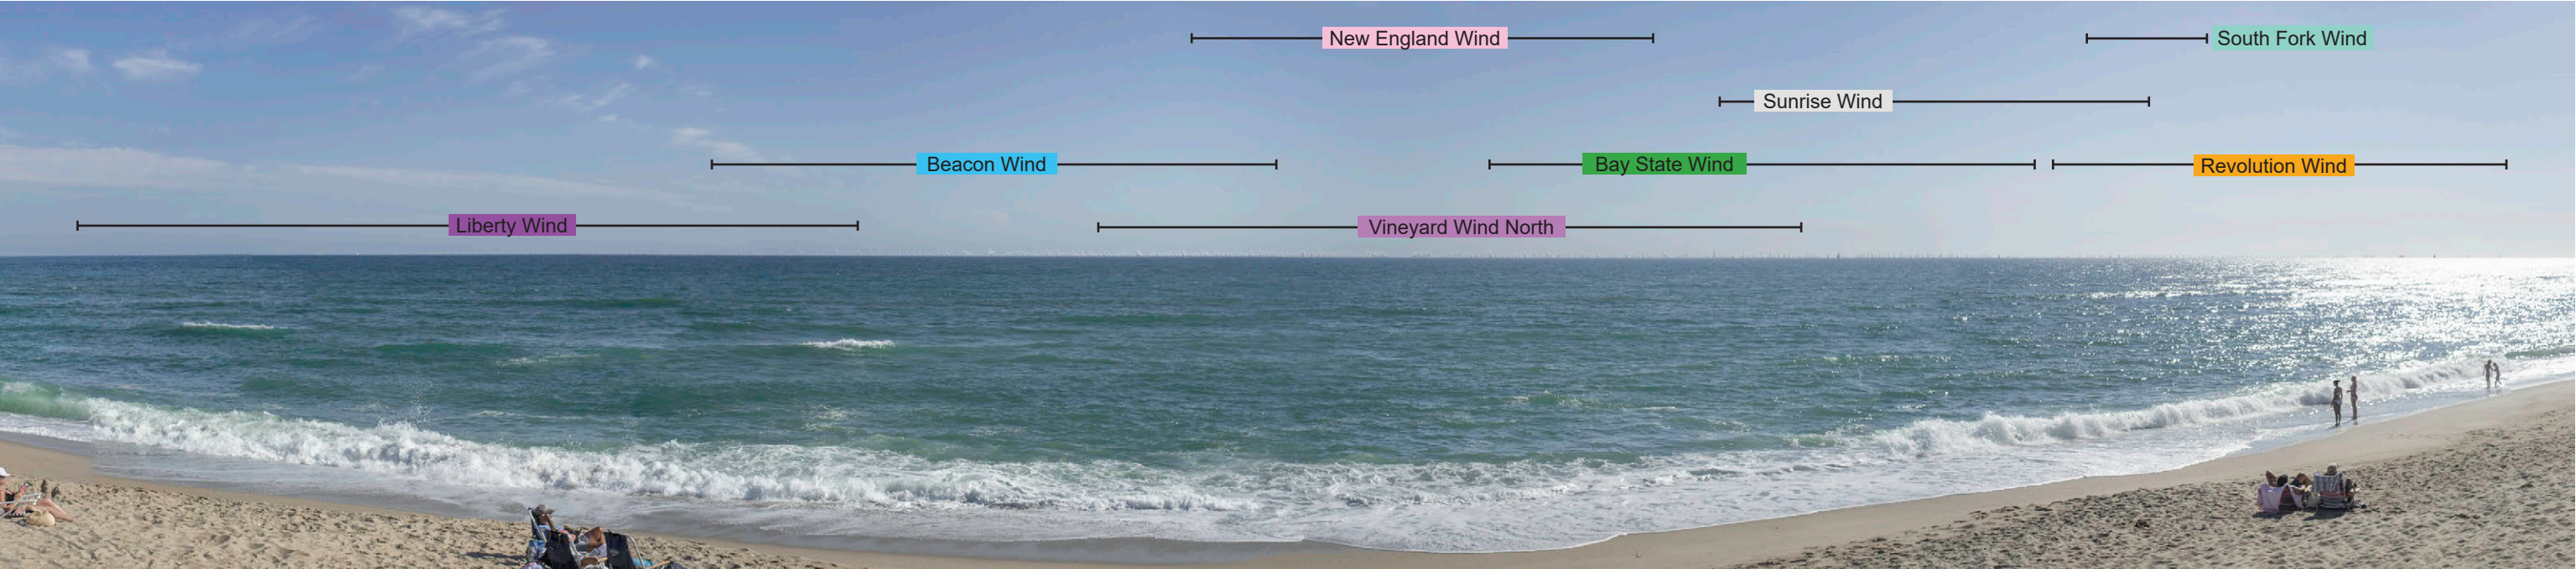 New England Wind
South Fork Wind
Sunrise Wind
Beacon Wind
Bay State Wind
Revolution Wind
Liberty Wind
Vineyard Wind North